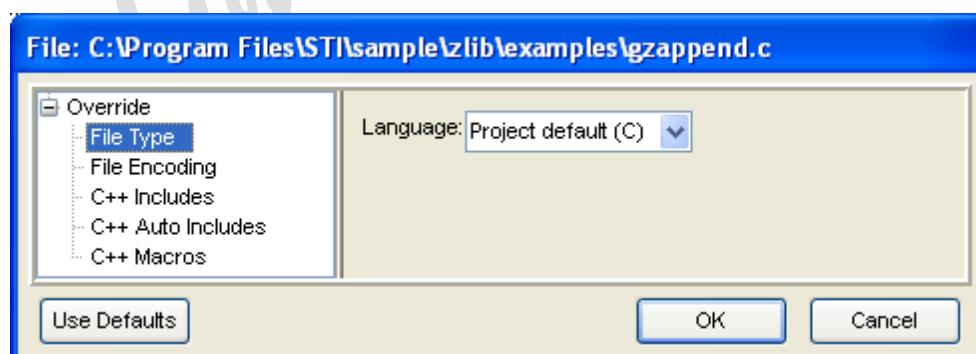 File: C:\Program Files\STI\sample\zlib\examples\gzappend.c
Override
File Type
File Encoding
C++ Includes
C++ Auto Includes
C++ Macros
Language: Project default (C)
Use Defaults
OK
Cancel